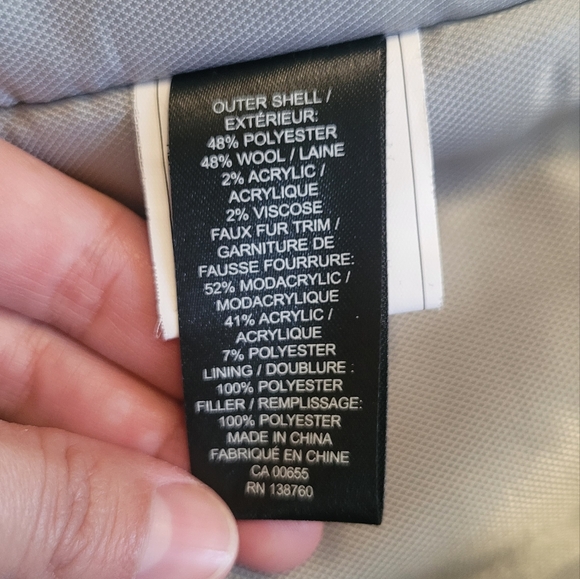 OUTER SHELL /
EXTÉRIEUR:
48% POLYESTER
48% WOOL / LAINE
2% ACRYLIC /
ACRYLIQUE
2% VISCOSE
FAUX FUR TRIM /
GARNITURE DE
FAUSSE FOURRURE:
52% MODACRYLIC /
MODACRYLIQUE
41% ACRYLIC /
ACRYLIQUE
7% POLYESTER
LINING / DOUBLURE :
100% POLYESTER
FILLER / REMPLISSAGE:
100% POLYESTER
MADE IN CHINA
FABRIQUÉ EN CHINE
CA 00655
RN 138760